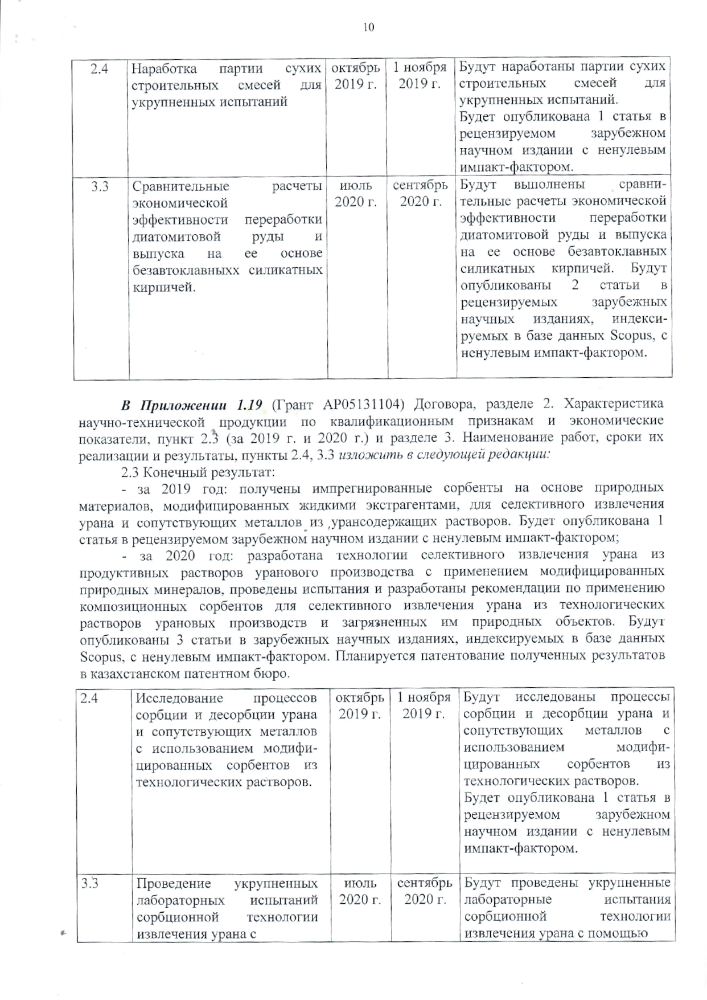 10
2.4
Наработка партии сухих
строительных смесей для
укрупненных испытаний
октябрь
2019 г.
1 ноября
2019 г.
Будут наработаны партии сухих
строительных смесей для
укрупненных испытаний.
Будет опубликована 1 статья в
рецензируемом зарубежном
научном издании с ненулевым
импакт-фактором.
3.3
Сравнительные расчеты
экономической
эффективности переработки
диатомитовой руды и
выпуска на ее основе
безавтоклавныхх силикатных
кирпичей.
июль
2020 г.
сентябрь
2020 г.
Будут выполнены сравни-
тельные расчеты экономической
эффективности переработки
диатомитовой руды и выпуска
на ее основе безавтоклавных
силикатных кирпичей. Будут
опубликованы 2 статьи в
рецензируемых зарубежных
научных изданиях, индекси-
руемых в базе данных Scopus, с
ненулевым импакт-фактором.
В Приложении 1.19 (Грант АР05131104) Договора, разделе 2. Характеристика
научно-технической продукции по квалификационным признакам и экономические
показатели, пункт 2.3 (за 2019 г. и 2020 г.) и разделе 3. Наименование работ, сроки их
реализации и результаты, пункты 2.4, 3.3 изложить в следующей редакции:
2.3 Конечный результат:
- за 2019 год: получены импрегнированные сорбенты на основе природных
материалов, модифицированных жидкими экстрагентами, для селективного извлечения
урана и сопутствующих металлов из урансодержащих растворов. Будет опубликована 1
статья в рецензируемом зарубежном научном издании с ненулевым импакт-фактором;
- за 2020 год: разработана технологии селективного извлечения урана из
продуктивных растворов уранового производства с применением модифицированных
природных минералов, проведены испытания и разработаны рекомендации по применению
композиционных сорбентов для селективного извлечения урана из технологических
растворов урановых производств и загрязненных им природных объектов. Будут
опубликованы 3 статьи в зарубежных научных изданиях, индексируемых в базе данных
Scopus, с ненулевым импакт-фактором. Планируется патентование полученных результатов
в казахстанском патентном бюро.
2.4
Исследование процессов
сорбции и десорбции урана
и сопутствующих металлов
с использованием модифи-
цированных сорбентов из
технологических растворов.
октябрь
2019 г.
1 ноября
2019 г.
Будут исследованы процессы
сорбции и десорбции урана и
сопутствующих металлов с
использованием модифи-
цированных сорбентов из
технологических растворов.
Будет опубликована 1 статья в
рецензируемом зарубежном
научном издании с ненулевым
импакт-фактором.
3.3
Проведение укрупненных
лабораторных испытаний
сорбционной технологии
извлечения урана с
июль
2020 г.
сентябрь
2020 г.
Будут проведены укрупненные
лабораторные испытания
сорбционной технологии
извлечения урана с помощью